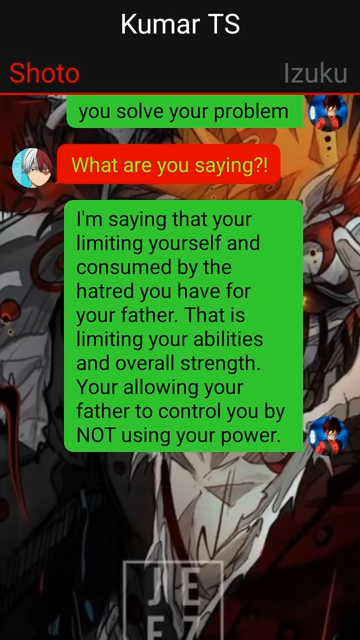 Kumar TS
Shoto
Izuku
you solve your problem
What are you saying?!
I'm saying that your
limiting yourself and
consumed by the
hatred you have for
your father. That is
limiting your abilities
and overall strength.
Your allowing your
father to control you by
NOT using your power.
J E